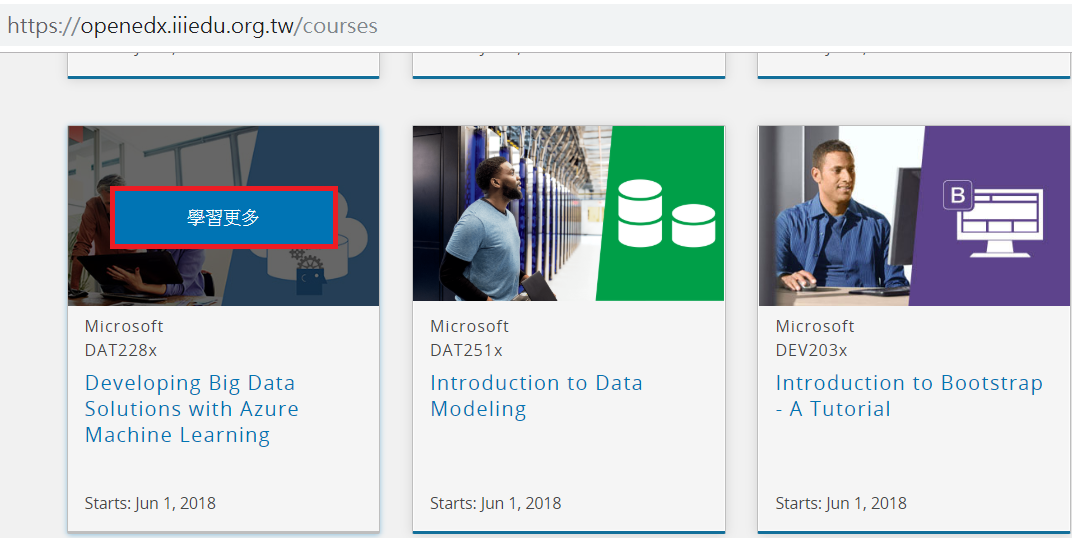 https://openedx.iiiedu.org.tw/courses
學習更多
B
Microsoft
DAT228x
Developing Big Data
Solutions with Azure
Machine Learning
Starts: Jun 1, 2018
Microsoft
DAT251x
Introduction to Data
Modeling
Starts: Jun 1, 2018
Microsoft
DEV203x
Introduction to Bootstrap
- A Tutorial
Starts: Jun 1, 2018